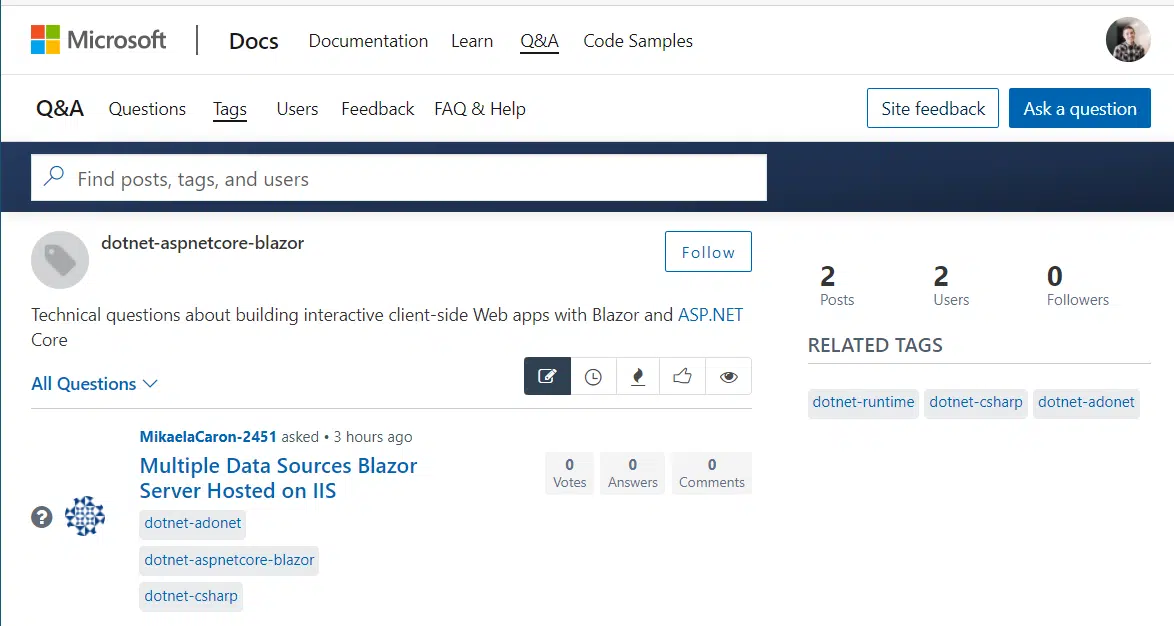 Microsoft Docs Documentation Learn Q&A Code Samples
Q&A Questions Tags Users Feedback FAQ & Help Site feedback Ask a question
Find posts, tags, and users
dotnet-aspnetcore-blazor
Follow
Technical questions about building interactive client-side Web apps with Blazor and ASP.NET
Core
All Questions
2 2 0
Posts Users Followers
RELATED TAGS
dotnet-runtime dotnet-csharp dotnet-adonet
MikaelaCaron-2451 asked • 3 hours ago
Multiple Data Sources Blazor
Server Hosted on IIS
0 0 0
Votes Answers Comments
dotnet-adonet
dotnet-aspnetcore-blazor
dotnet-csharp